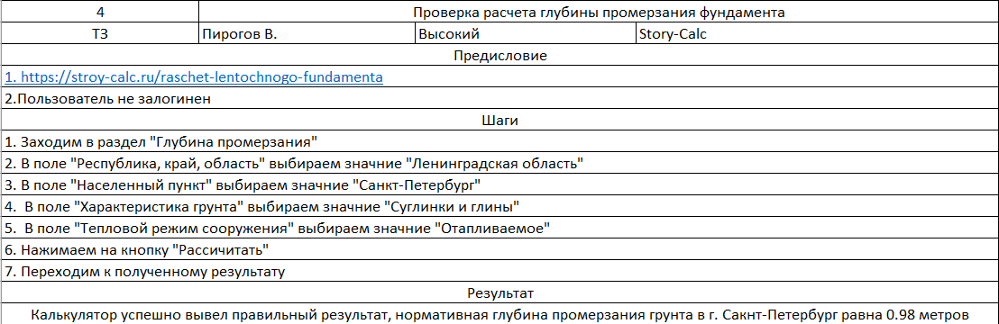 4 Проверка расчета глубины промерзания фундамента
ТЗ Пирогов В. Высокий Story-Calc
Предисловие
1. https://stroy-calc.ru/raschet-lentochnogo-fundamenta
2.Пользователь не залогинен
Шаги
1. Заходим в раздел "Глубина промерзания"
2. В поле "Республика, край, область" выбираем значние "Ленинградская область"
3. В поле "Населенный пункт" выбираем значние "Санкт-Петербург"
4.  В поле "Характеристика грунта" выбираем значние "Суглинки и глины"
5.  В поле "Тепловой режим сооружения" выбираем значние "Отапливаемое"
6. Нажимаем на кнопку "Рассичитать"
7. Переходим к полученному результату
Результат
Калькулятор успешно вывел правильный результат, нормативная глубина промерзания грунта в г. Сакнт-Петербург равна 0.98 метров